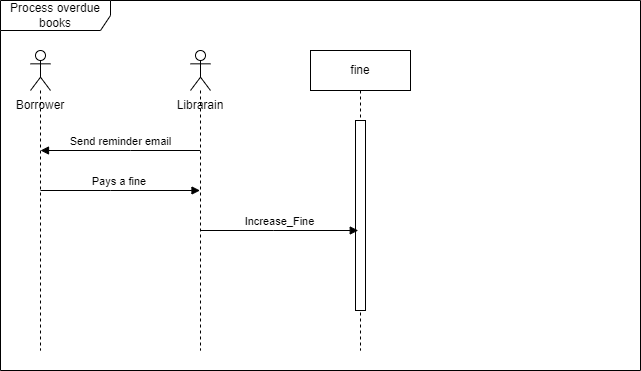 Process overdue
books
fine
Borrower
Librarain
Send reminder email
Pays a fine
Increase_Fine